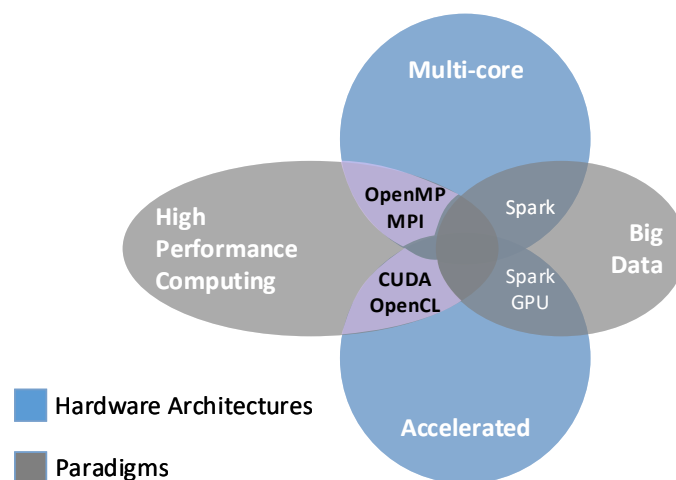 Multi-core
OpenMP
MPI
Spark
High
Performance
Computing
Big
Data
CUDA
OpenCL
Spark
GPU
Hardware Architectures
Accelerated
Paradigms